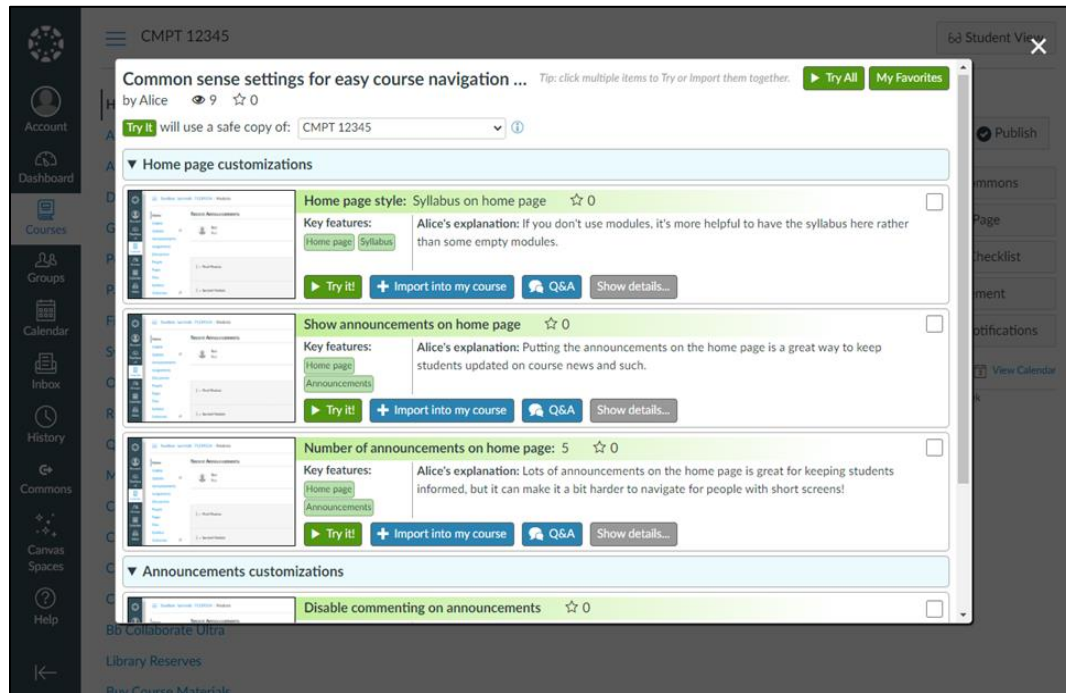 CMPT 12345
Student View
Account
Dashboard
Courses
Groups
Calendar
Inbox
History
Commons
Canvas
Spaces
Help
Common sense settings for easy course navigation ...
Tip: click multiple items to Try or Import them together.
Try All
My Favorites
by Alice 9 0
Try It will use a safe copy of: CMPT 12345
Home page customizations
Home page style: Syllabus on home page 0
Key features:
Home page Syllabus
Alice's explanation: If you don't use modules, it's more helpful to have the syllabus here rather
than some empty modules.
Try it! Import into my course Q&A Show details...
Show announcements on home page 0
Key features:
Home page
Announcements
Alice's explanation: Putting the announcements on the home page is a great way to keep
students updated on course news and such.
Try it! Import into my course Q&A Show details...
Number of announcements on home page: 5 0
Key features:
Home page
Announcements
Alice's explanation: Lots of announcements on the home page is great for keeping students
informed, but it can make it a bit harder to navigate for people with short screens!
Try it! Import into my course Q&A Show details...
Announcements customizations
Disable commenting on announcements 0
Publish
Page
View Calendar
Bb Collaborate Ultra
Library Reserves
Buy Course Materials